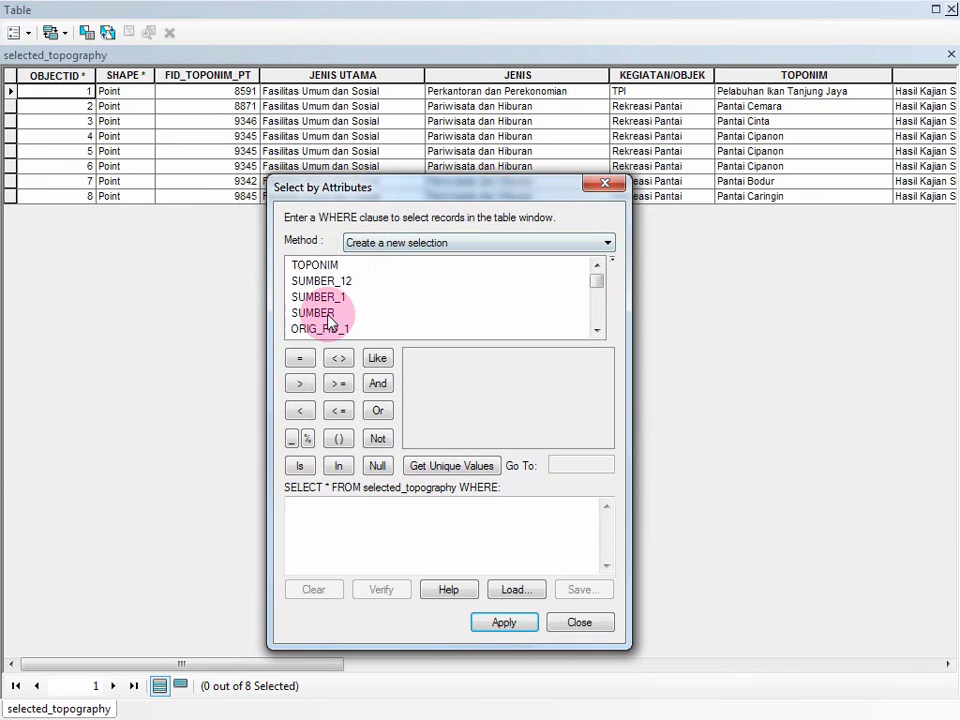 Table
selected_topography
OBJECTID * SHAPE * FID_TOPONIM_PT JENIS UTAMA JENIS KEGIATAN/OBJEK TOPONIM
1 Point 8591 Fasilitas Umum dan Sosial Perkantoran dan Perekonomian TPI Pelabuhan Ikan Tanjung Jaya Hasil Kajian S
2 Point 8871 Fasilitas Umum dan Sosial Pariwisata dan Hiburan Rekreasi Pantai Pantai Cemara Hasil Kajian S
3 Point 9346 Fasilitas Umum dan Sosial Pariwisata dan Hiburan Rekreasi Pantai Pantai Cinta Hasil Kajian S
4 Point 9345 Fasilitas Umum dan Sosial Pariwisata dan Hiburan Rekreasi Pantai Pantai Cipanon Hasil Kajian S
5 Point 9345 Fasilitas Umum dan Sosial Pariwisata dan Hiburan Rekreasi Pantai Pantai Cipanon Hasil Kajian S
6 Point 9345 Fasilitas Umum dan Sosial Pariwisata dan Hiburan Rekreasi Pantai Pantai Cipanon Hasil Kajian S
7 Point 9342 Rekreasi Pantai Pantai Bodur Hasil Kajian S
8 Point 9845 Rekreasi Pantai Pantai Caringin Hasil Kajian S
Select by Attributes
Enter a WHERE clause to select records in the table window.
Method : Create a new selection
TOPONIM
SUMBER_12
SUMBER_1
SUMBER
ORIG_FID_1
= < > Like
> > = And
< < = Or
_ % ( ) Not
Is In Null Get Unique Values Go To:
SELECT * FROM selected_topography WHERE:
Clear Verify Help Load... Save...
Apply Close
1 (0 out of 8 Selected)
selected_topography